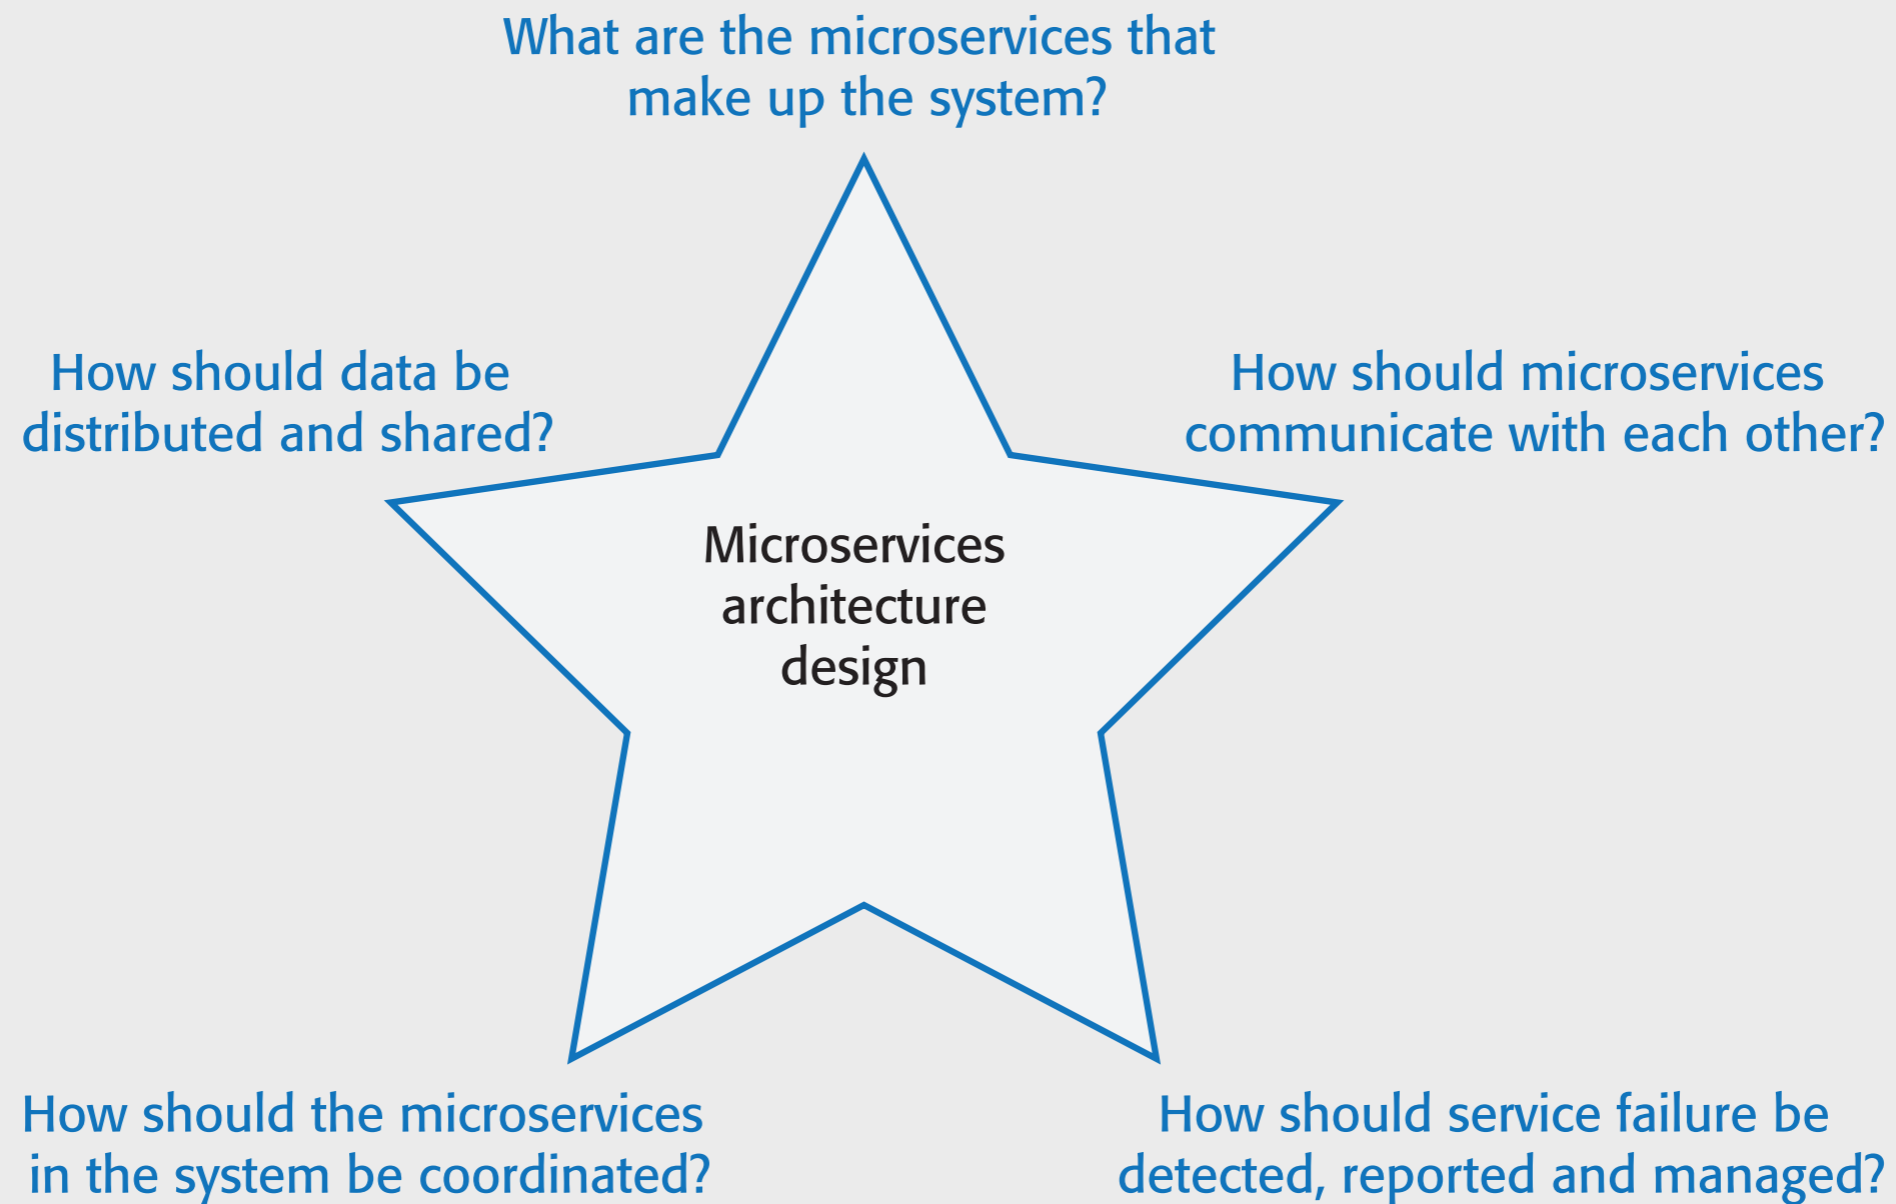 What are the microservices that
make up the system?
How should data be
distributed and shared?
How should microservices
communicate with each other?
Microservices
architecture
design
How should the microservices
in the system be coordinated?
How should service failure be
detected, reported and managed?